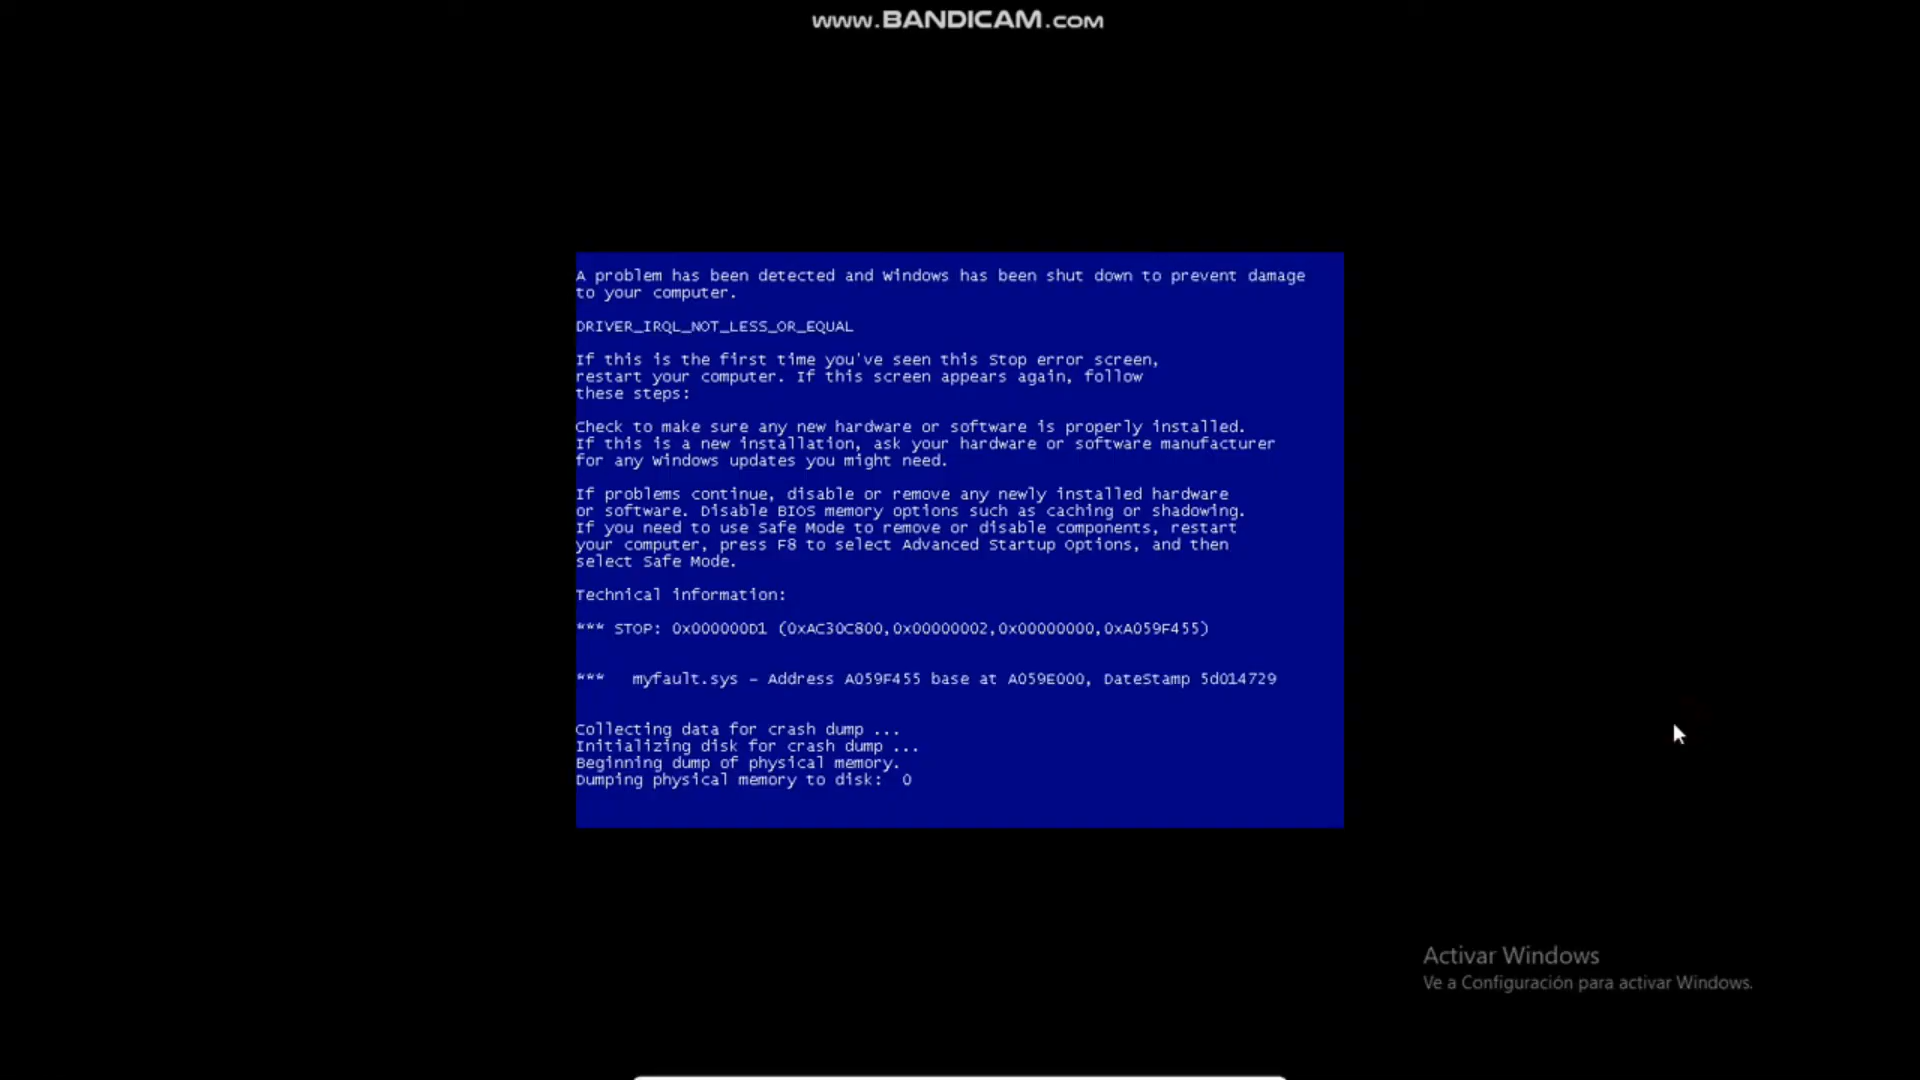 www.BANDICAM.com
A problem has been detected and Windows has been shut down to prevent damage
to your computer.
DRIVER_IRQL_NOT_LESS_OR_EQUAL
If this is the first time you've seen this Stop error screen,
restart your computer. If this screen appears again, follow
these steps:
Check to make sure any new hardware or software is properly installed.
If this is a new installation, ask your hardware or software manufacturer
for any Windows updates you might need.
If problems continue, disable or remove any newly installed hardware
or software. Disable BIOS memory options such as caching or shadowing.
If you need to use Safe Mode to remove or disable components, restart
your computer, press F8 to select Advanced Startup Options, and then
select Safe Mode.
Technical information:
*** STOP: 0x000000D1 (0xAC30C800,0x00000002,0x00000000,0xA059F455)
*** myfault.sys - Address A059F455 base at A059E000, DateStamp 5d014729
Collecting data for crash dump ...
Initializing disk for crash dump ...
Beginning dump of physical memory.
Dumping physical memory to disk: 0
Activar Windows
Ve a Configuración para activar Windows.